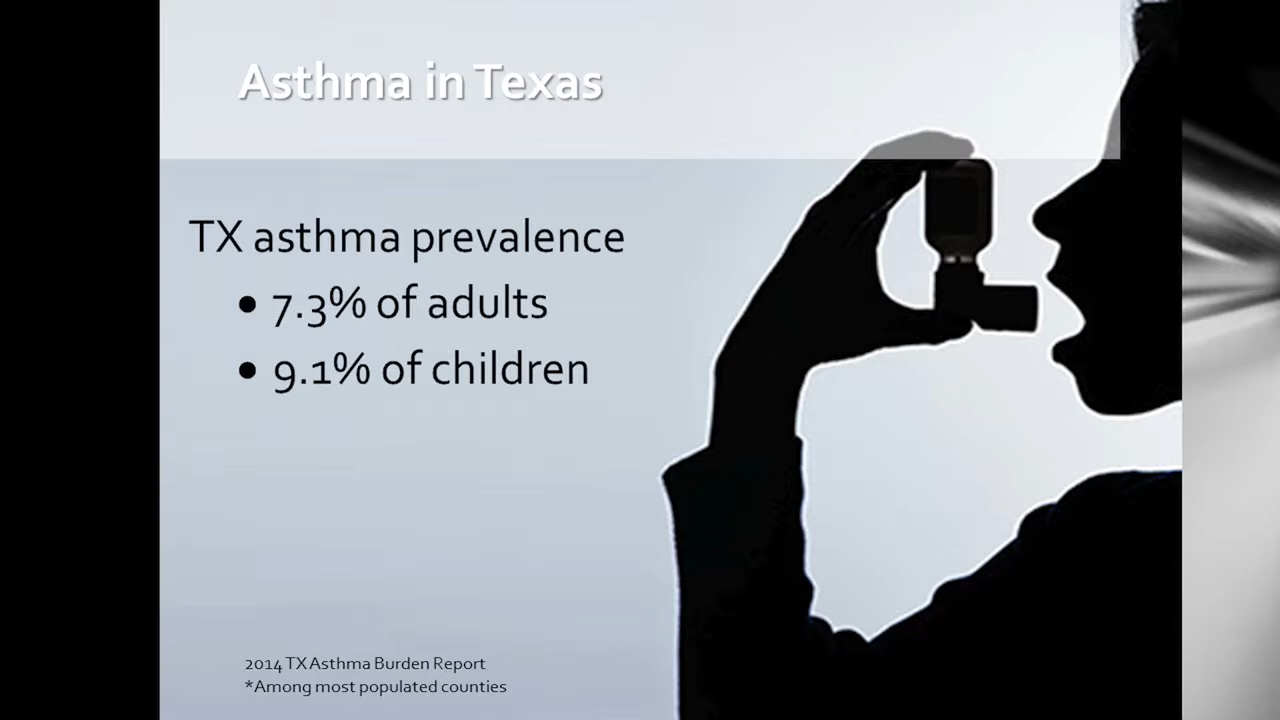 Asthma in Texas
TX asthma prevalence
• 7.3% of adults
• 9.1% of children
2014 TX Asthma Burden Report
*Among most populated counties